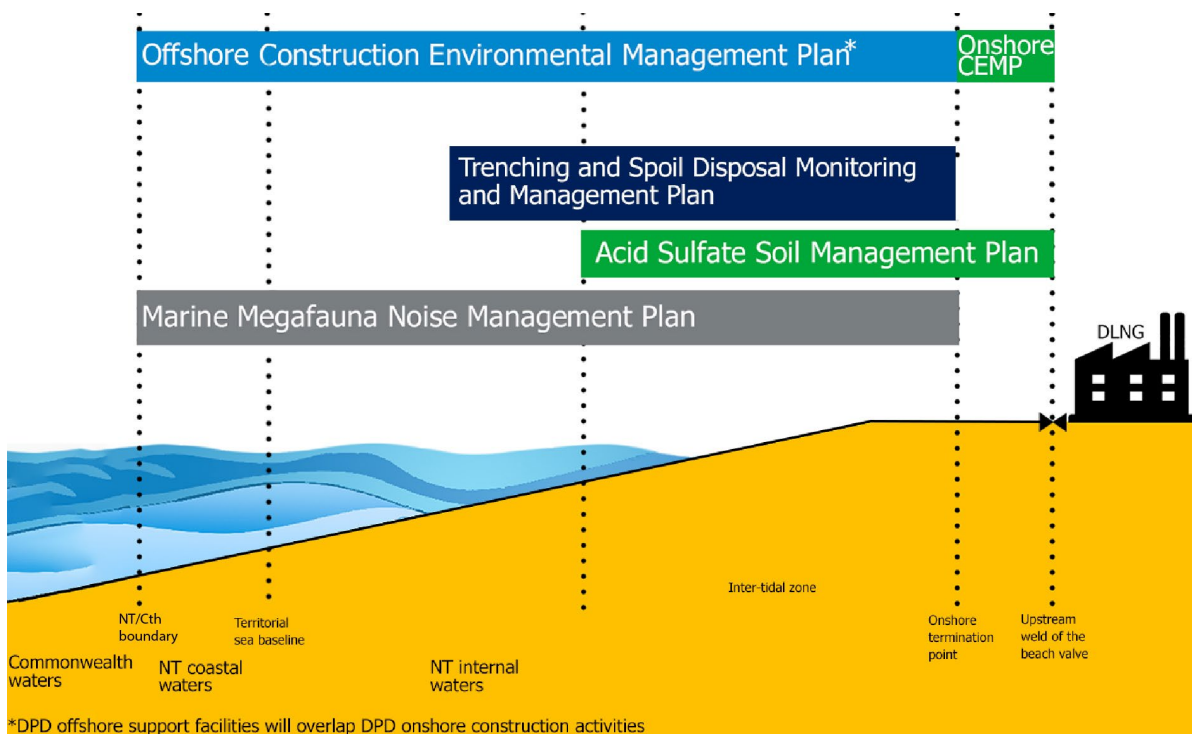 Offshore Construction Environmental Management Plan*
Onshore
CEMP
Trenching and Spoil Disposal Monitoring
and Management Plan
Acid Sulfate Soil Management Plan
Marine Megafauna Noise Management Plan
DLNG
Inter-tidal zone
NT/Cth
boundary
Territorial
sea baseline
Onshore
termination
point
Upstream
weld of the
beach valve
Commonwealth
waters
NT coastal
waters
NT internal
waters
*DPD offshore support facilities will overlap DPD onshore construction activities